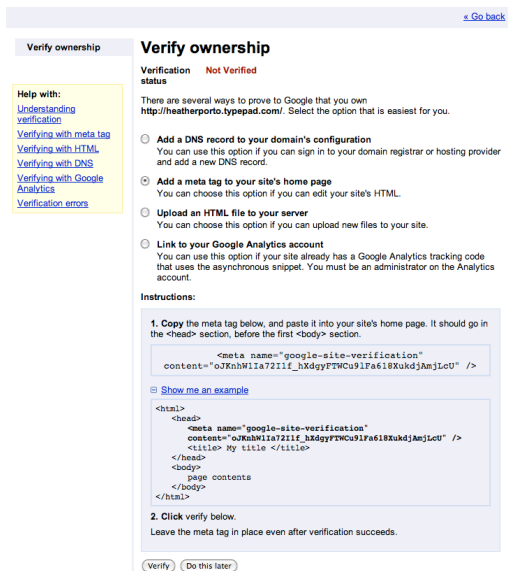 « Go back
Verify ownership
Help with:
Understanding
verification
Verifying with meta tag
Verifying with HTML
Verifying with DNS
Verifying with Google
Analytics
Verification errors
Verify ownership
Verification Not Verified
status
There are several ways to prove to Google that you own
http://heatherporto.typepad.com/. Select the option that is easiest for you.
Add a DNS record to your domain's configuration
You can use this option if you can sign in to your domain registrar or hosting provider
and add a new DNS record.
Add a meta tag to your site's home page
You can choose this option if you can edit your site's HTML.
Upload an HTML file to your server
You can choose this option if you can upload new files to your site.
Link to your Google Analytics account
You can use this option if your site already has a Google Analytics tracking code
that uses the asynchronous snippet. You must be an administrator on the Analytics
account.
Instructions:
1. Copy the meta tag below, and paste it into your site's home page. It should go in
the <head> section, before the first <body> section.
<meta name="google-site-verification"
content="oJKnhW1Ia72I1f_hXdgyFTWCu9lFa618XukdjAmjLcU" />
Show me an example
<html>
<head>
<meta name="google-site-verification"
content="oJKnhW1Ia72I1f_hXdgyFTWCu9lFa618XukdjAmjLcU" />
<title> My title </title>
</head>
<body>
page contents
</body>
</html>
2. Click verify below.
Leave the meta tag in place even after verification succeeds.
Verify Do this later